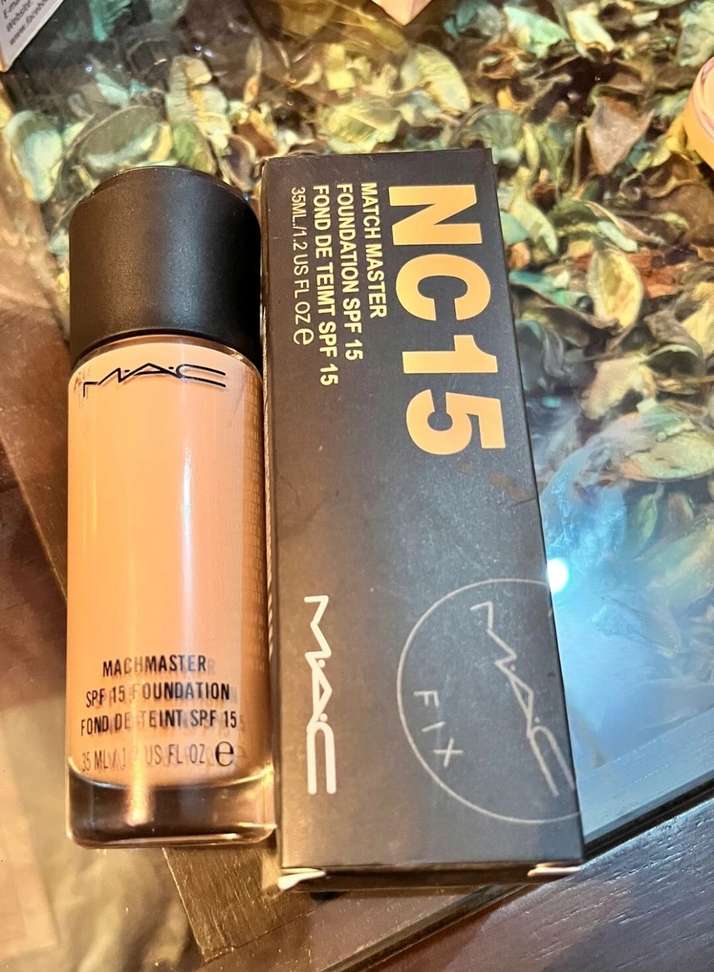 M·A·C
MACHMASTER
SPF 15 FOUNDATION
FOND DE TEINT SPF 15
35 ML/1.2 US FL OZ e
NC15
MATCH MASTER
FOUNDATION SPF 15
FOND DE TEIMT SPF 15
35ML./1.2 US FL OZ e
M·A·C
M·A·C
FIX